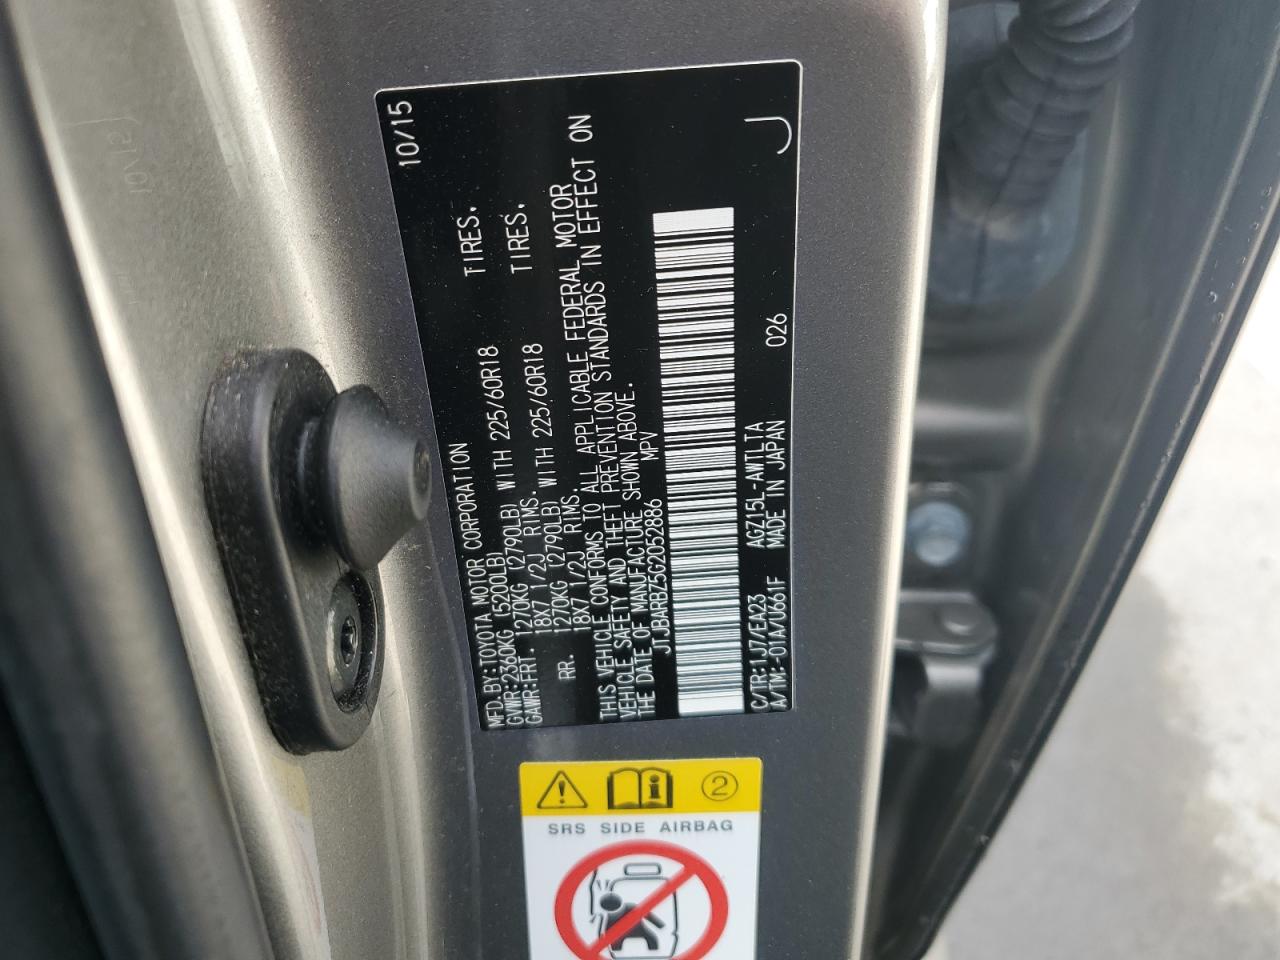 MFD. BY: TOYOTA MOTOR CORPORATION 10/15
GVWR: 2360KG (5200LB)
GAWR: FRT. 1270KG (2790LB) WITH 225/60R18 TIRES.
18X7 1/2J RIMS.
RR. 1270KG (2790LB) WITH 225/60R18 TIRES.
18X7 1/2J RIMS.
THIS VEHICLE CONFORMS TO ALL APPLICABLE FEDERAL MOTOR
VEHICLE SAFETY AND THEFT PREVENTION STANDARDS IN EFFECT ON
THE DATE OF MANUFACTURE SHOWN ABOVE.
JTJBARBZ5G2052886 MPV
C/TR: 1J7/EA23 AGZ15L-AWTLTA
A/TM: -01A/U661F MADE IN JAPAN 026 J
2
SRS SIDE AIRBAG